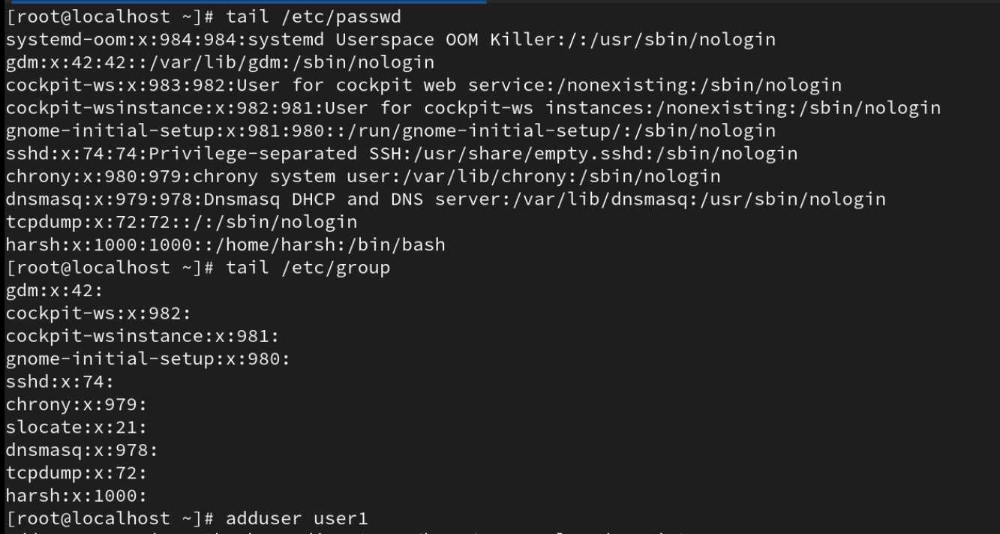 [root@localhost ~]# tail /etc/passwd
systemd-oom:x:984:984:systemd Userspace OOM Killer:/:/usr/sbin/nologin
gdm:x:42:42::/var/lib/gdm:/sbin/nologin
cockpit-ws:x:983:982:User for cockpit web service:/nonexisting:/sbin/nologin
cockpit-wsinstance:x:982:981:User for cockpit-ws instances:/nonexisting:/sbin/nologin
gnome-initial-setup:x:981:980::/run/gnome-initial-setup/:/sbin/nologin
sshd:x:74:74:Privilege-separated SSH:/usr/share/empty.sshd:/sbin/nologin
chrony:x:980:979:chrony system user:/var/lib/chrony:/sbin/nologin
dnsmasq:x:979:978:Dnsmasq DHCP and DNS server:/var/lib/dnsmasq:/usr/sbin/nologin
tcpdump:x:72:72::/:/sbin/nologin
harsh:x:1000:1000::/home/harsh:/bin/bash
[root@localhost ~]# tail /etc/group
gdm:x:42:
cockpit-ws:x:982:
cockpit-wsinstance:x:981:
gnome-initial-setup:x:980:
sshd:x:74:
chrony:x:979:
slocate:x:21:
dnsmasq:x:978:
tcpdump:x:72:
harsh:x:1000:
[root@localhost ~]# adduser user1